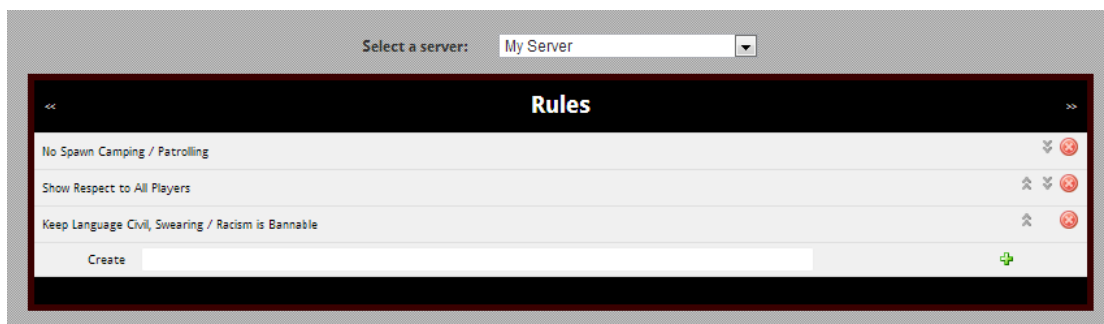 Select a server: My Server
<< Rules >>
No Spawn Camping / Patrolling
Show Respect to All Players
Keep Language Civil, Swearing / Racism is Bannable
Create